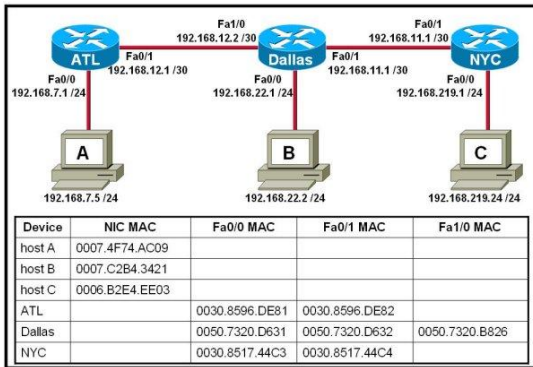 Fa1/0
192.168.12.2 /30
Fa0/1
192.168.11.1 /30
ATL
Fa0/1
192.168.12.1 /30
Dallas
Fa0/1
192.168.11.1 /30
NYC
Fa0/0
192.168.7.1 /24
Fa0/0
192.168.22.1 /24
Fa0/0
192.168.219.1 /24
A
B
C
192.168.7.5 /24
192.168.22.2 /24
192.168.219.24 /24
Device NIC MAC Fa0/0 MAC Fa0/1 MAC Fa1/0 MAC
host A 0007.4F74.AC09
host B 0007.C2B4.3421
host C 0006.B2E4.EE03
ATL 0030.8596.DE81 0030.8596.DE82
Dallas 0050.7320.D631 0050.7320.D632 0050.7320.B826
NYC 0030.8517.44C3 0030.8517.44C4